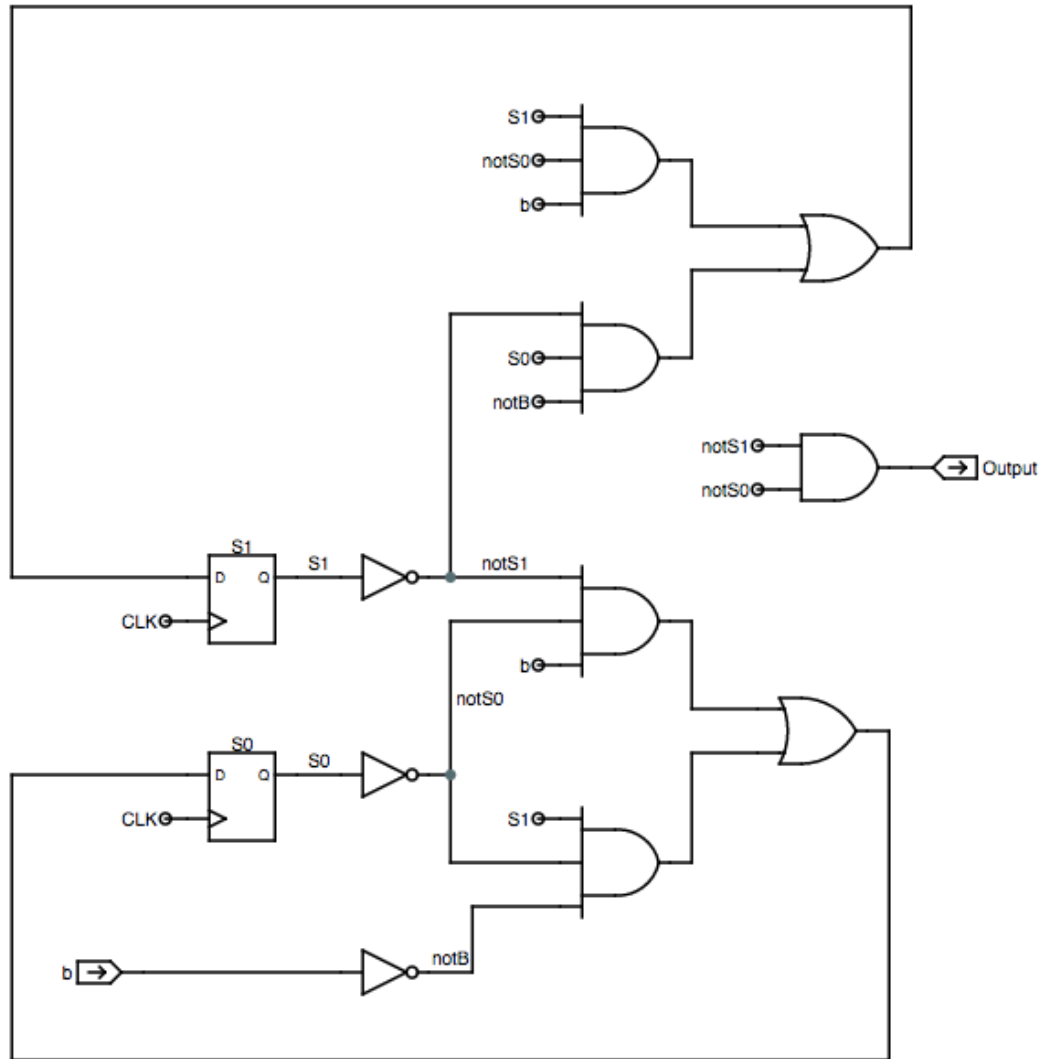 S1
notS0
b
S0
notB
notS1
notS0
Output
S1
D Q
CLK
S1
notS1
b
notS0
S0
D Q
CLK
S0
S1
notB
b